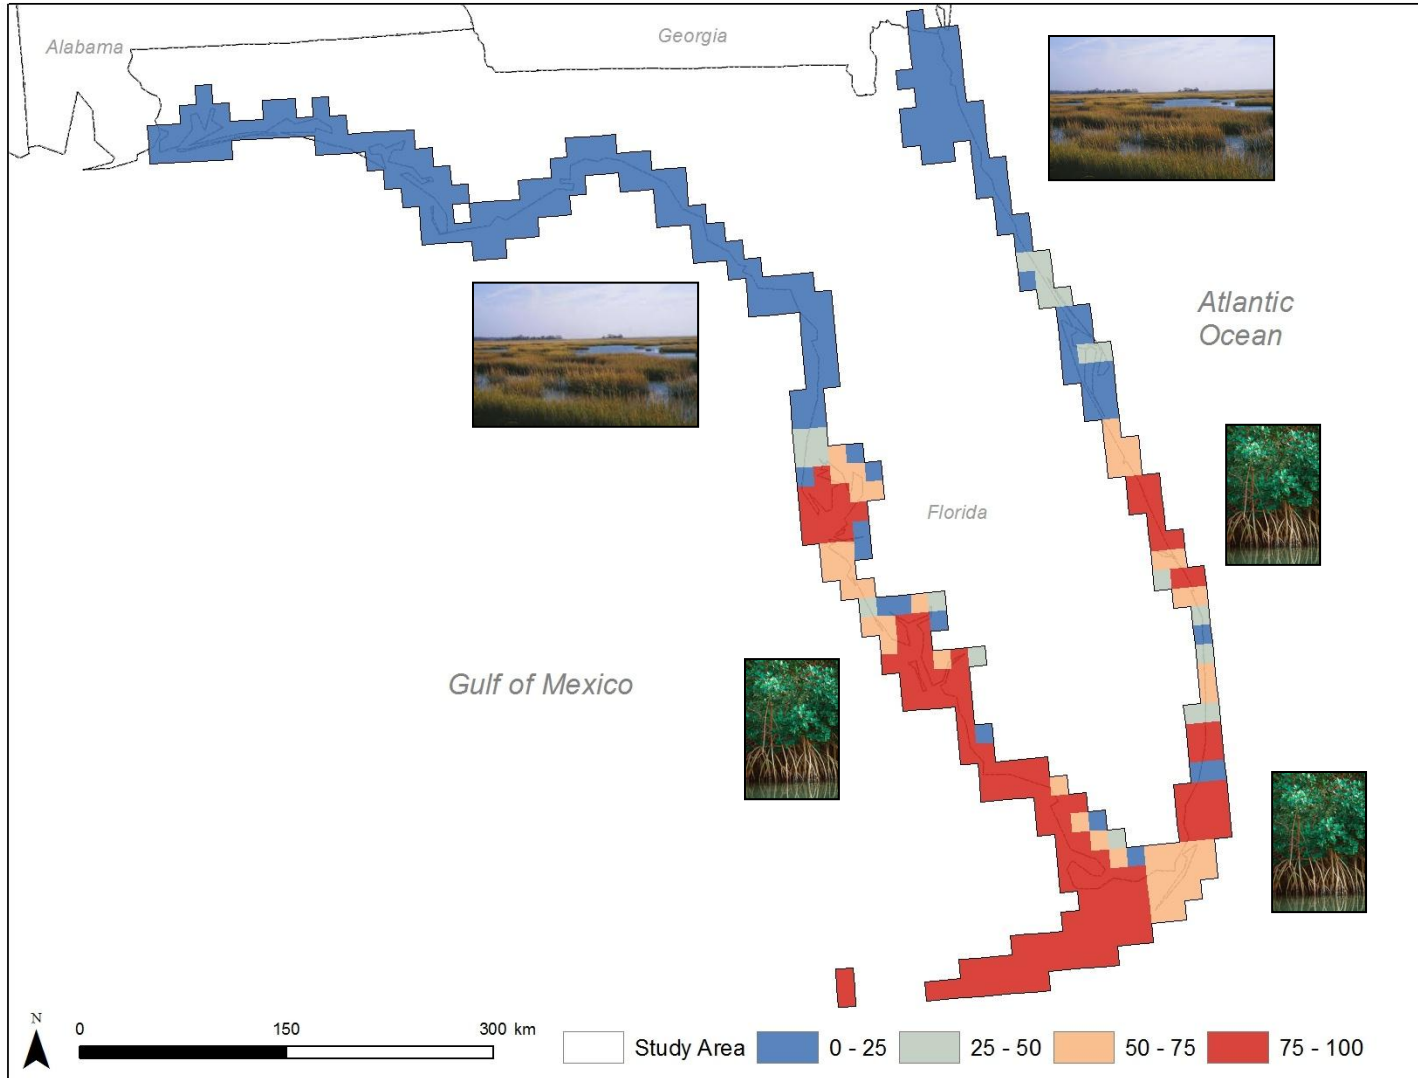 Alabama
Georgia
Atlantic
Ocean
Florida
Gulf of Mexico
N
0 150 300 km
Study Area 0 - 25 25 - 50 50 - 75 75 - 100